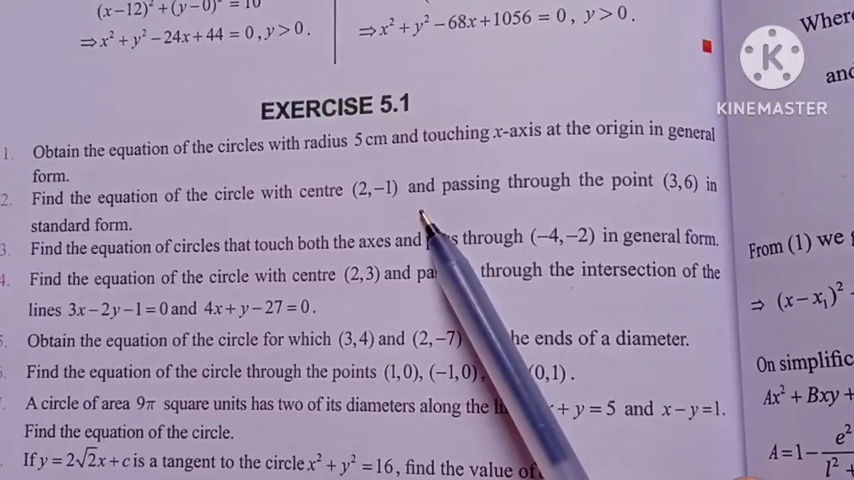 (x−12)² + (y−0)² = 10
⇒x² + y² −24x+44 = 0, y > 0.
⇒x² + y² −68x+1056 = 0, y > 0.
KINEMASTER
Where
and
EXERCISE 5.1
1. Obtain the equation of the circles with radius 5 cm and touching x-axis at the origin in general
form.
2. Find the equation of the circle with centre (2,−1) and passing through the point (3,6) in
standard form.
3. Find the equation of circles that touch both the axes and through (−4,−2) in general form.
4. Find the equation of the circle with centre (2,3) and through the intersection of the
lines 3x−2y−1=0 and 4x+y−27=0.
5. Obtain the equation of the circle for which (3,4) and (2,−7) the ends of a diameter.
Find the equation of the circle through the points (1,0), (−1,0), (0,1).
A circle of area 9π square units has two of its diameters along the + y = 5 and x−y=1.
Find the equation of the circle.
If y = 2√2x + c is a tangent to the circle x² + y² = 16, find the value of
From (1) we
⇒ (x−x₁)² −
On
Ax² + Bxy +
A = 1 − e² / l² +